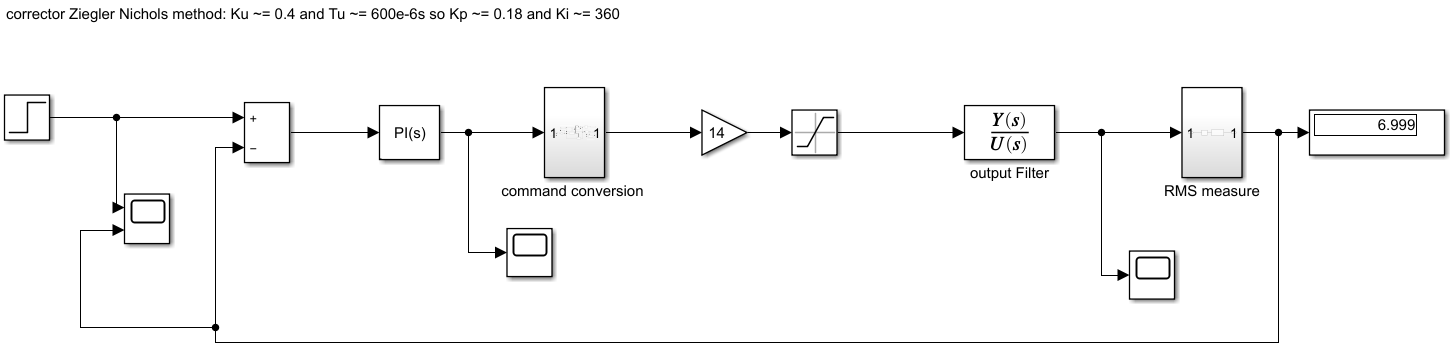 corrector Ziegler Nichols method: Ku ~= 0.4 and Tu ~= 600e-6s so Kp ~= 0.18 and Ki ~= 360
+
−
PI(s)
1 1
command conversion
14
Y(s)
U(s)
output Filter
1 1
RMS measure
6.999